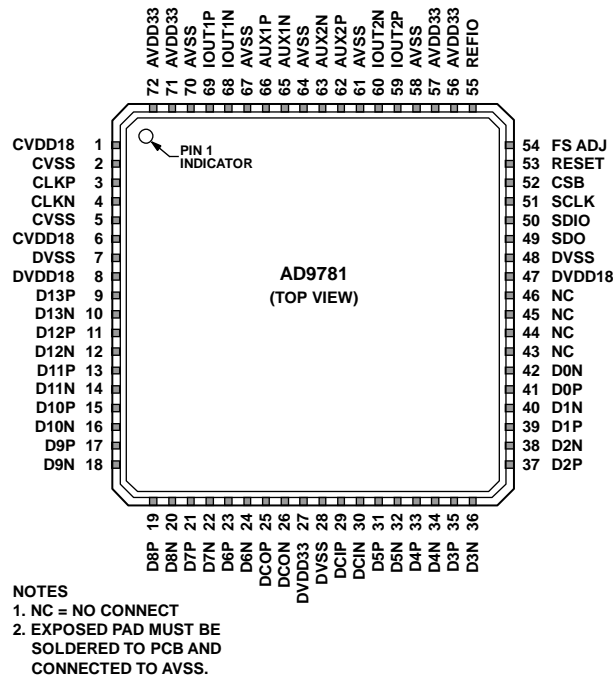 72 AVDD33
71 AVDD33
70 AVSS
69 IOUT1P
68 IOUT1N
67 AVSS
66 AUX1P
65 AUX1N
64 AVSS
63 AUX2N
62 AUX2P
61 AVSS
60 IOUT2N
59 IOUT2P
58 AVSS
57 AVDD33
56 AVDD33
55 REFIO
PIN 1
INDICATOR
CVDD18 1
CVSS 2
CLKP 3
CLKN 4
CVSS 5
CVDD18 6
DVSS 7
DVDD18 8
D13P 9
D13N 10
D12P 11
D12N 12
D11P 13
D11N 14
D10P 15
D10N 16
D9P 17
D9N 18
AD9781
(TOP VIEW)
54 FS ADJ
53 RESET
52 CSB
51 SCLK
50 SDIO
49 SDO
48 DVSS
47 DVDD18
46 NC
45 NC
44 NC
43 NC
42 D0N
41 D0P
40 D1N
39 D1P
38 D2N
37 D2P
D8P 19
D8N 20
D7P 21
D7N 22
D6P 23
D6N 24
DCOP 25
DCON 26
DVDD33 27
DVSS 28
DCIP 29
DCIN 30
D5P 31
D5N 32
D4P 33
D4N 34
D3P 35
D3N 36
NOTES
1. NC = NO CONNECT
2. EXPOSED PAD MUST BE
SOLDERED TO PCB AND
CONNECTED TO AVSS.